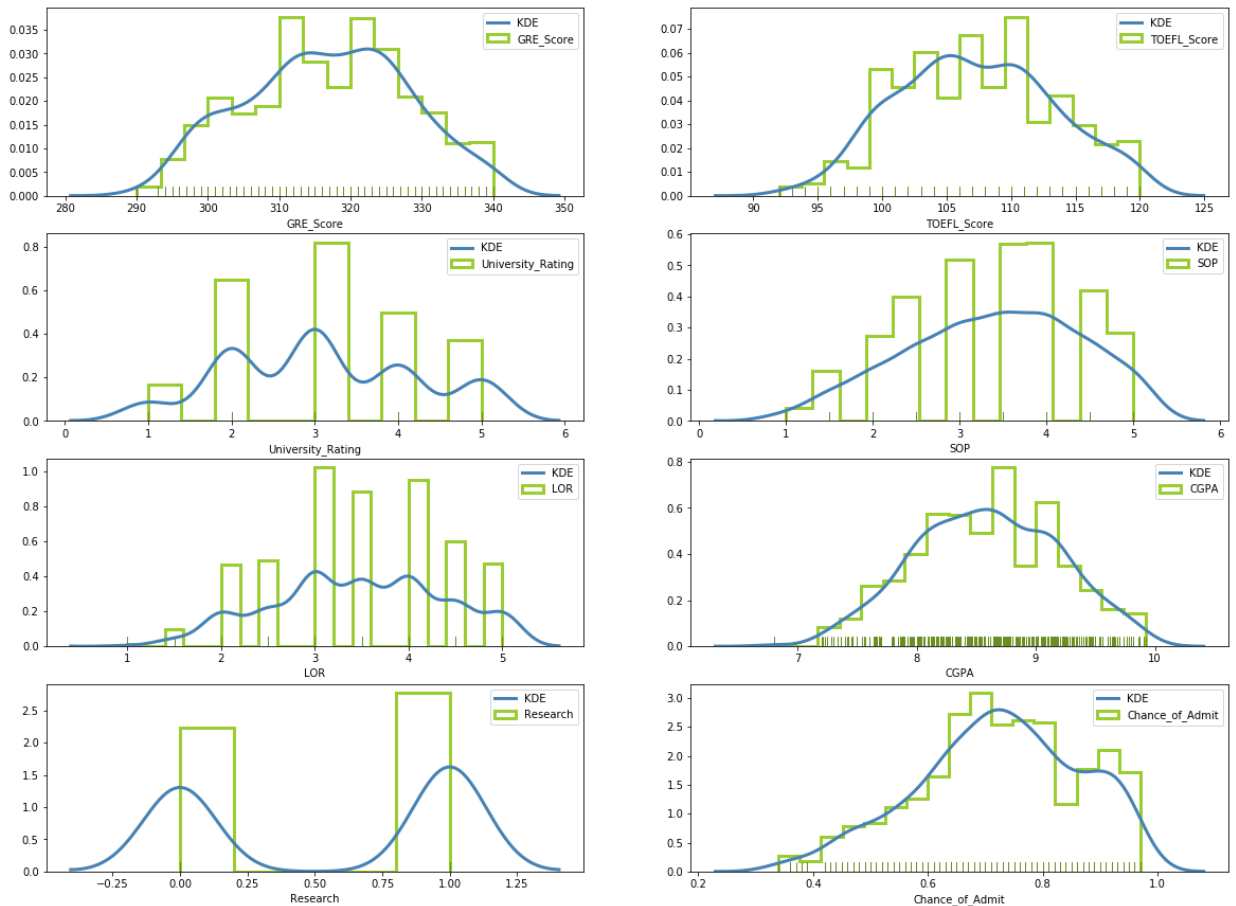 0.035
0.030
0.025
0.020
0.015
0.010
0.005
0.000
280 290 300 310 320 330 340 350
GRE_Score
KDE
GRE_Score
0.07
0.06
0.05
0.04
0.03
0.02
0.01
0.00
90 95 100 105 110 115 120 125
TOEFL_Score
KDE
TOEFL_Score
0.8
0.6
0.4
0.2
0.0
0 1 2 3 4 5 6
University_Rating
KDE
University_Rating
0.6
0.5
0.4
0.3
0.2
0.1
0.0
0 1 2 3 4 5 6
SOP
KDE
SOP
1.0
0.8
0.6
0.4
0.2
0.0
1 2 3 4 5
LOR
KDE
LOR
0.8
0.6
0.4
0.2
0.0
7 8 9 10
CGPA
KDE
CGPA
2.5
2.0
1.5
1.0
0.5
0.0
−0.25 0.00 0.25 0.50 0.75 1.00 1.25
Research
KDE
Research
3.0
2.5
2.0
1.5
1.0
0.5
0.0
0.2 0.4 0.6 0.8 1.0
Chance_of_Admit
KDE
Chance_of_Admit